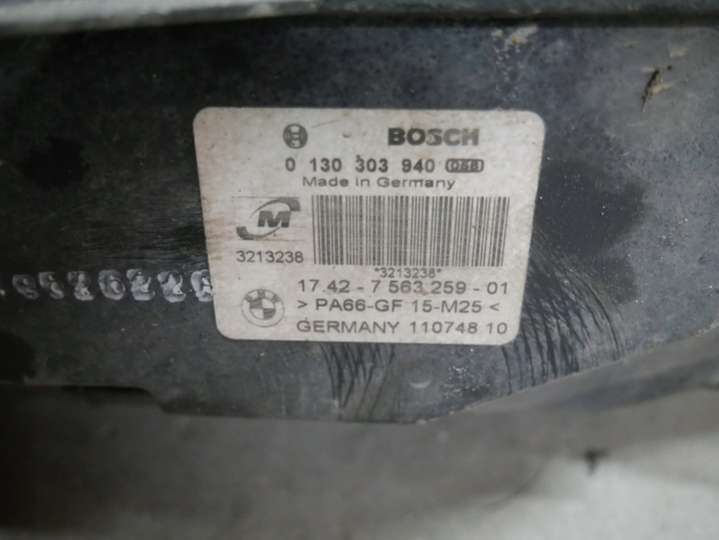 BOSCH
0 130 303 940
Made in Germany
M
3213238
*3213238*
17.42 - 7 563 259 - 01
> PA66-GF 15-M25 <
GERMANY 110748 10
BMW